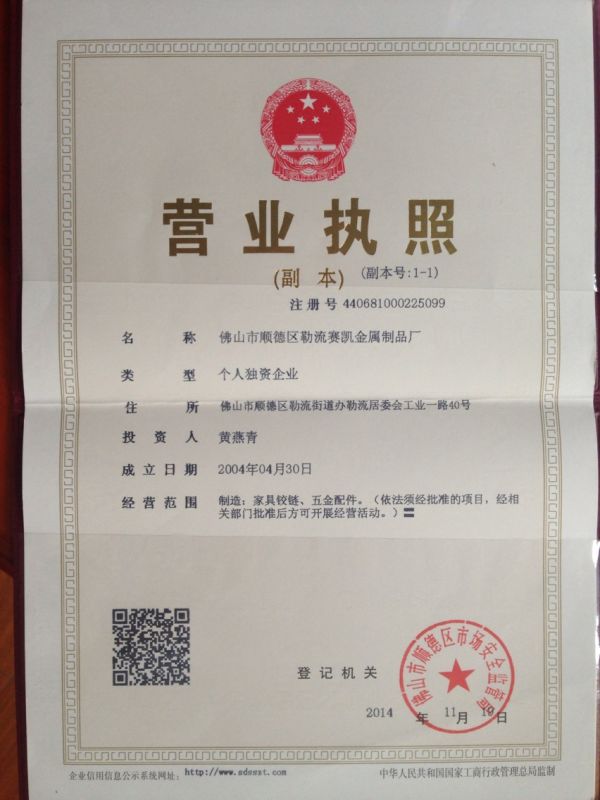 营业执照
(副 本) (副本号:1-1)
注 册 号 440681000225099
名 称 佛山市顺德区勒流赛凯金属制品厂
类 型 个人独资企业
住 所 佛山市顺德区勒流街道办勒流居委会工业一路40号
投 资 人 黄燕青
成 立 日 期 2004年04月30日
经 营 范 围 制造:家具铰链、五金配件。(依法须经批准的项目,经相
关部门批准后方可开展经营活动。)〓
佛山市顺德区市场安全监管局
登 记 机 关
2014 年 11月 10日
企业信用信息公示系统网址: http://www.sdssst.com
中华人民共和国国家工商行政管理总局监制